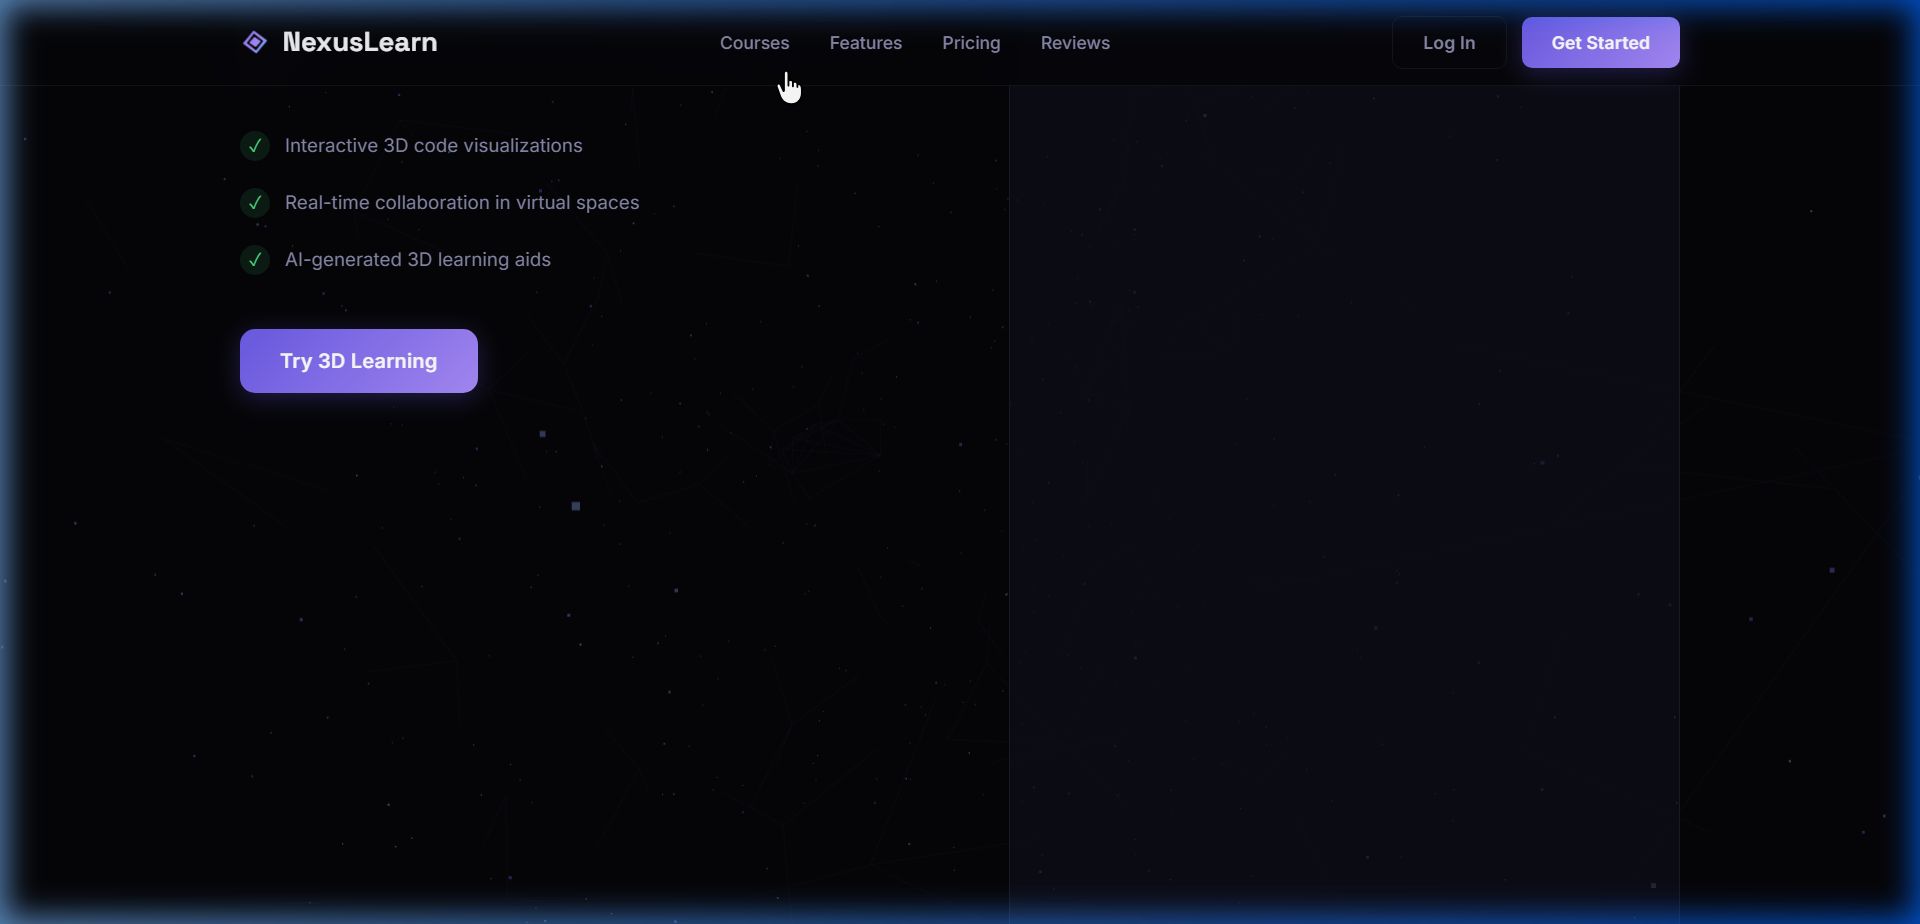 NexusLearn
Courses
Features
Pricing
Reviews
Log In
Get Started
Interactive 3D code visualizations
Real-time collaboration in virtual spaces
AI-generated 3D learning aids
Try 3D Learning